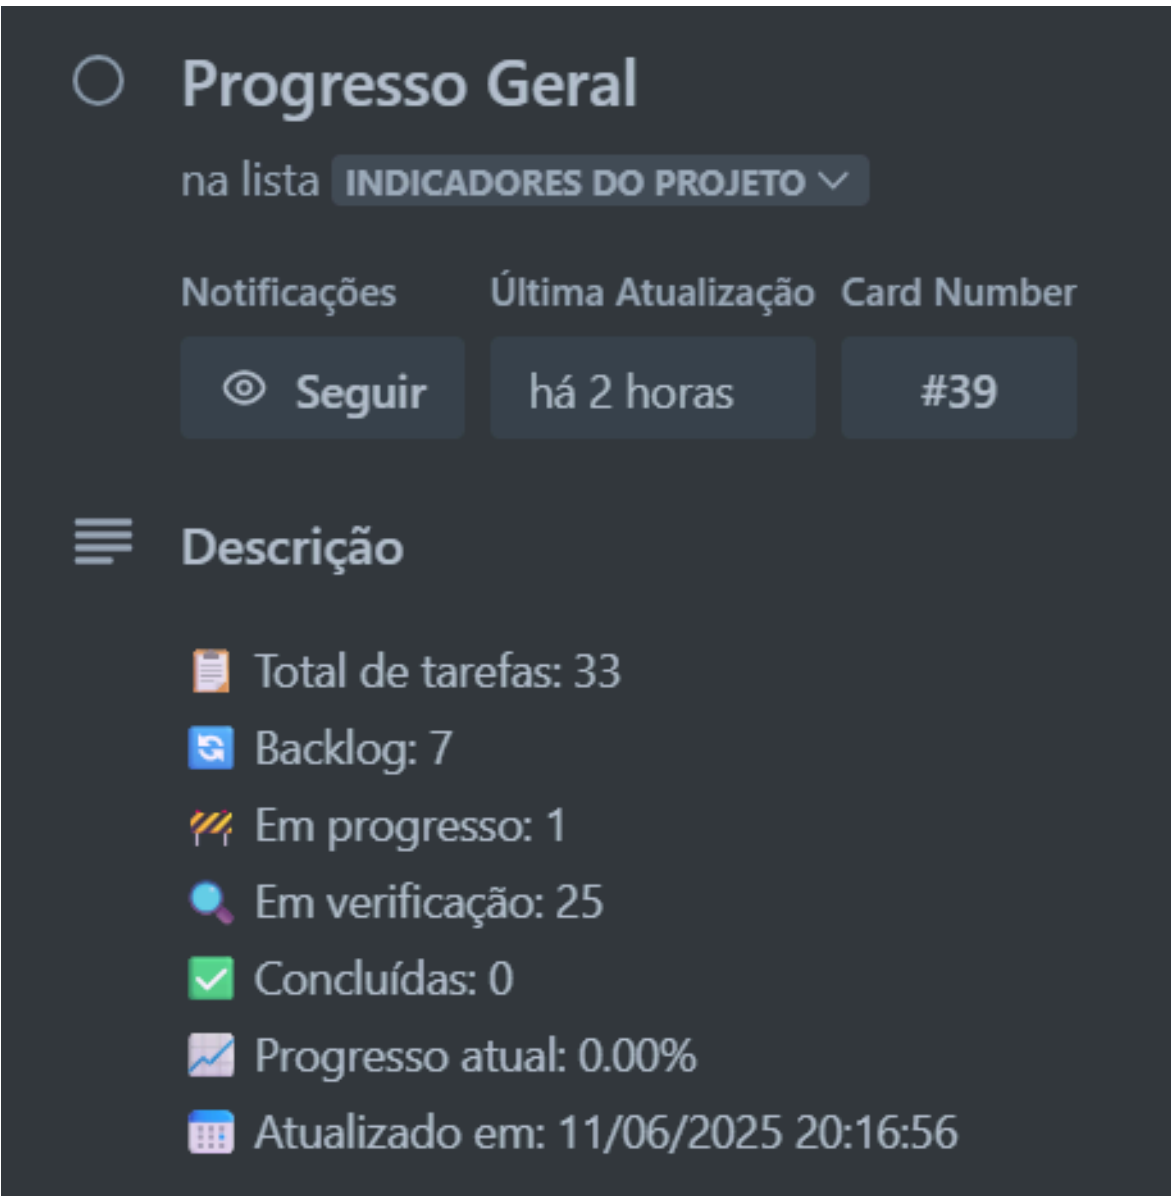 Progresso Geral
na lista INDICADORES DO PROJETO
Notificações Última Atualização Card Number
Seguir há 2 horas #39
Descrição
Total de tarefas: 33
Backlog: 7
Em progresso: 1
Em verificação: 25
Concluídas: 0
Progresso atual: 0.00%
Atualizado em: 11/06/2025 20:16:56